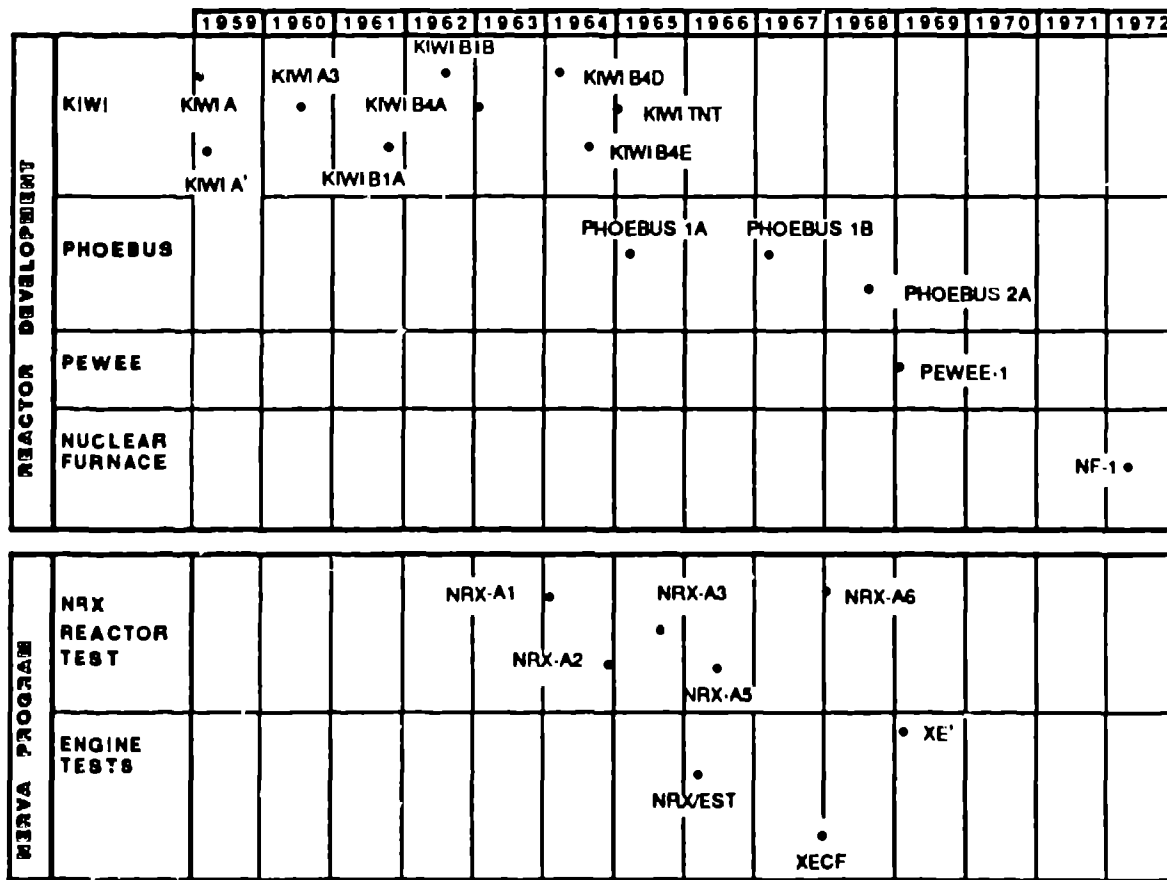 1959 1960 1961 1962 1963 1964 1965 1966 1967 1968 1969 1970 1971 1972
REACTOR DEVELOPMENT
KIWI
KIWI B1B
KIWI A3
KIWI B4D
KIWI A
KIWI B4A
KIWI TNT
KIWI B4E
KIWI A'
KIWI B1A
PHOEBUS
PHOEBUS 1A
PHOEBUS 1B
PHOEBUS 2A
PEWEE
PEWEE-1
NUCLEAR
FURNACE
NF-1
NERVA PROGRAM
NRX
REACTOR
TEST
NRX-A1
NRX-A3
NRX-A6
NRX-A2
NRX-A5
ENGINE
TESTS
XE'
NRX/EST
XECF